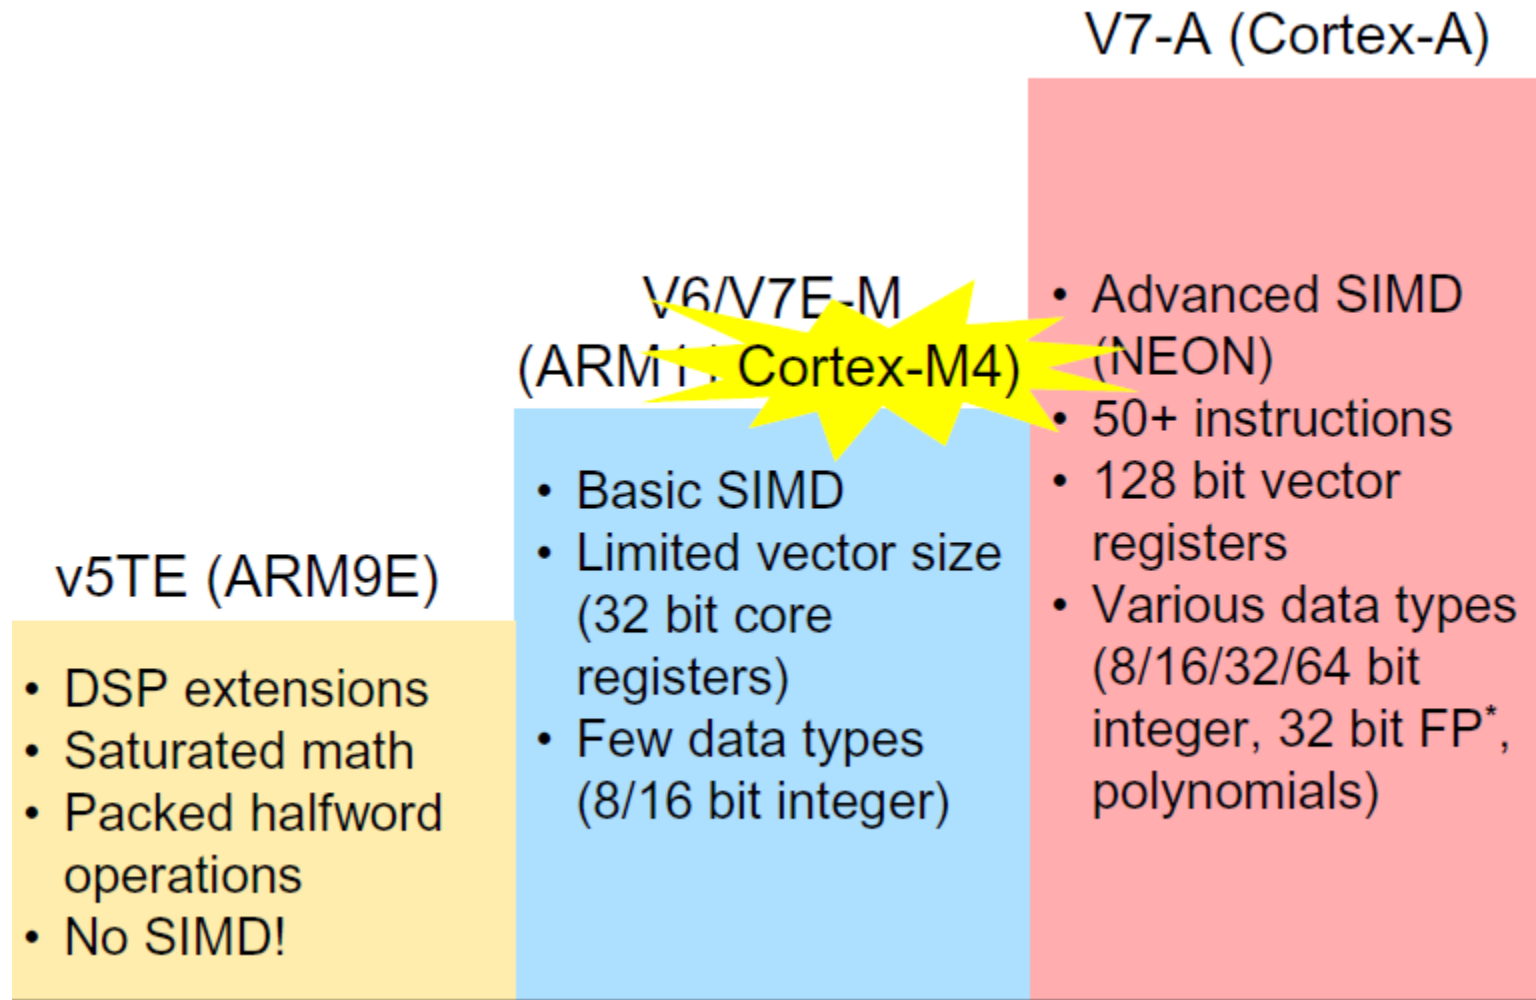 V7-A (Cortex-A)
V6/V7E-M
(ARM11 Cortex-M4)
v5TE (ARM9E)
• DSP extensions
• Saturated math
• Packed halfword
operations
• No SIMD!
• Basic SIMD
• Limited vector size
(32 bit core
registers)
• Few data types
(8/16 bit integer)
• Advanced SIMD
(NEON)
• 50+ instructions
• 128 bit vector
registers
• Various data types
(8/16/32/64 bit
integer, 32 bit FP*,
polynomials)